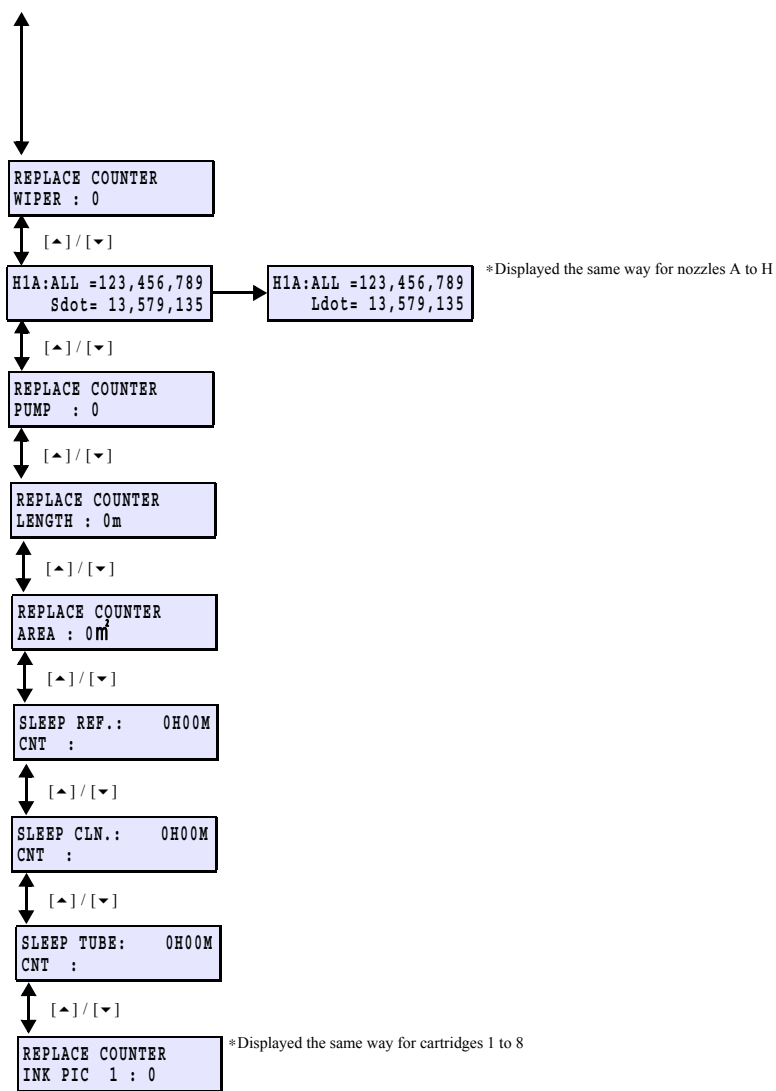 REPLACE COUNTER
WIPER : 0
[▲] / [▼]
H1A:ALL =123,456,789
Sdot= 13,579,135
H1A:ALL =123,456,789
Ldot= 13,579,135
*Displayed the same way for nozzles A to H
[▲] / [▼]
REPLACE COUNTER
PUMP : 0
[▲] / [▼]
REPLACE COUNTER
LENGTH : 0m
[▲] / [▼]
REPLACE COUNTER
AREA : 0m²
[▲] / [▼]
SLEEP REF.: 0H00M
CNT :
[▲] / [▼]
SLEEP CLN.: 0H00M
CNT :
[▲] / [▼]
SLEEP TUBE: 0H00M
CNT :
[▲] / [▼]
REPLACE COUNTER
INK PIC 1 : 0
*Displayed the same way for cartridges 1 to 8